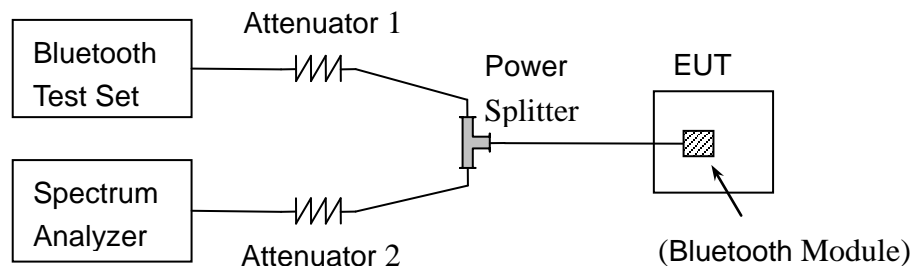 Bluetooth
Test Set
Attenuator 1
Power
Splitter
EUT
Spectrum
Analyzer
Attenuator 2
(Bluetooth Module)